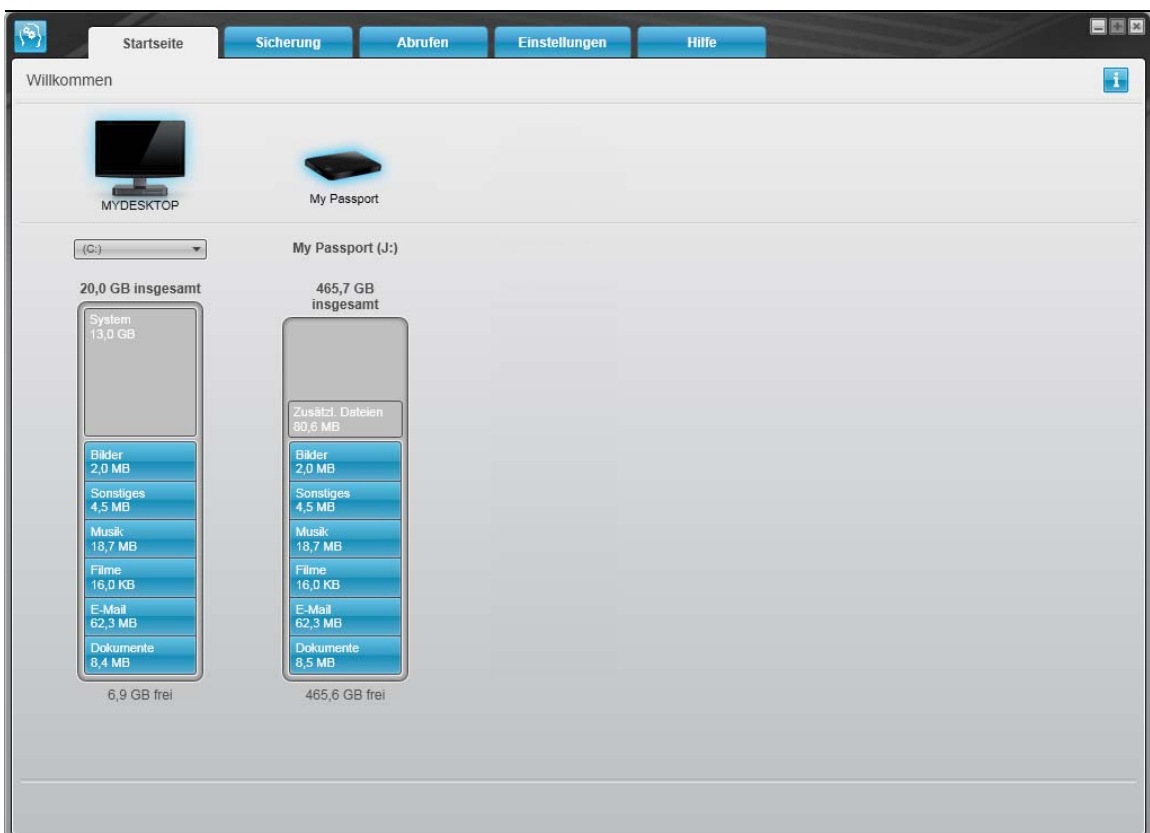 Startseite
Sicherung
Abrufen
Einstellungen
Hilfe
Willkommen
i
MYDESKTOP
My Passport
(C:)
My Passport (J:)
20,0 GB insgesamt
System
13,0 GB
Bilder
2,0 MB
Sonstiges
4,5 MB
Musik
18,7 MB
Filme
16,0 KB
E-Mail
62,3 MB
Dokumente
8,4 MB
6,9 GB frei
465,7 GB
insgesamt
Zusätzl. Dateien
80,6 MB
Bilder
2,0 MB
Sonstiges
4,5 MB
Musik
18,7 MB
Filme
16,0 KB
E-Mail
62,3 MB
Dokumente
8,5 MB
465,6 GB frei